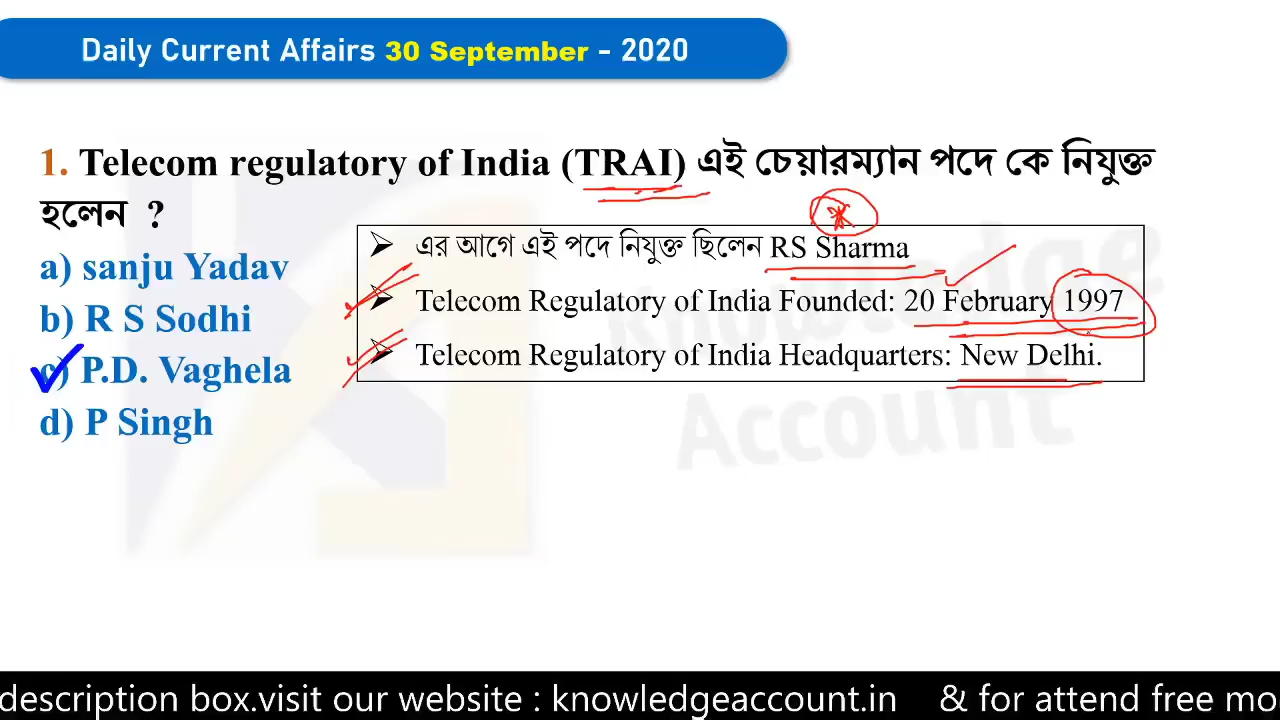 Daily Current Affairs 30 September - 2020
1. Telecom regulatory of India (TRAI) এই চেয়ারম্যান পদে কে নিযুক্ত
হলেন ?
a) sanju Yadav
b) R S Sodhi
c) P.D. Vaghela
d) P Singh
➢ এর আগে এই পদে নিযুক্ত ছিলেন RS Sharma
➢ Telecom Regulatory of India Founded: 20 February 1997
➢ Telecom Regulatory of India Headquarters: New Delhi.
Knowledge
Account
description box.visit our website : knowledgeaccount.in & for attend free mo